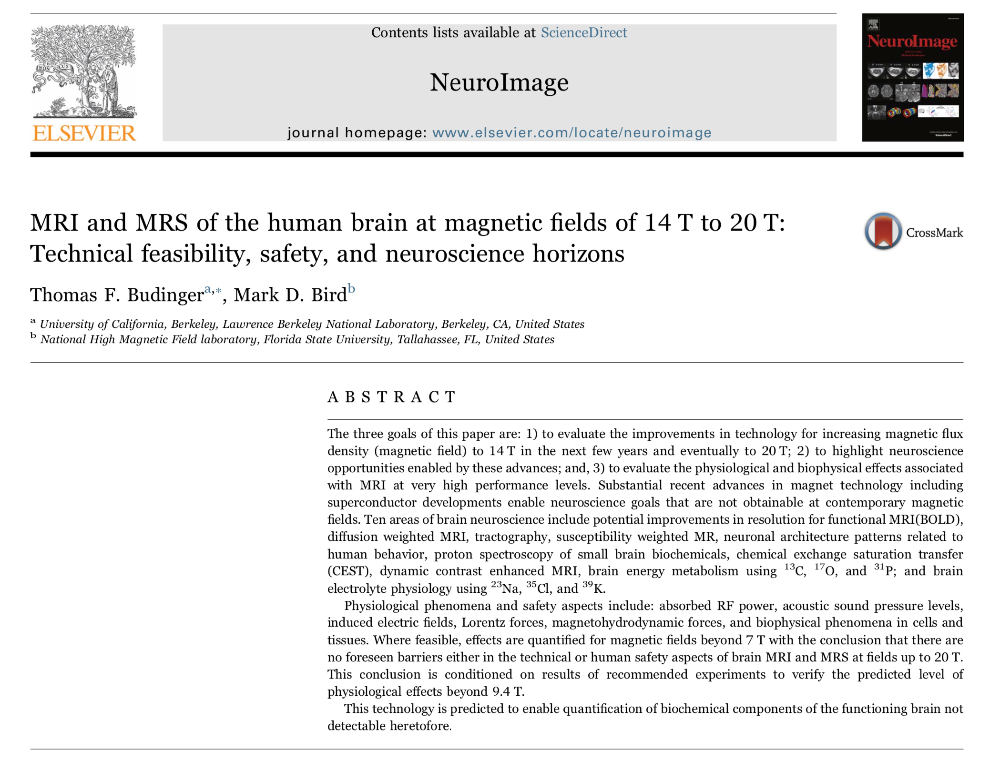 Contents lists available at ScienceDirect
NeuroImage
journal homepage: www.elsevier.com/locate/neuroimage
NON SOLUS
ELSEVIER
ELSEVIER
NeuroImage
ScienceDirect
MRI and MRS of the human brain at magnetic fields of 14 T to 20 T:
Technical feasibility, safety, and neuroscience horizons
CrossMark
Thomas F. Budingera,*, Mark D. Birdb
a University of California, Berkeley, Lawrence Berkeley National Laboratory, Berkeley, CA, United States
b National High Magnetic Field laboratory, Florida State University, Tallahassee, FL, United States
A B S T R A C T
The three goals of this paper are: 1) to evaluate the improvements in technology for increasing magnetic flux
density (magnetic field) to 14 T in the next few years and eventually to 20 T; 2) to highlight neuroscience
opportunities enabled by these advances; and, 3) to evaluate the physiological and biophysical effects associated
with MRI at very high performance levels. Substantial recent advances in magnet technology including
superconductor developments enable neuroscience goals that are not obtainable at contemporary magnetic
fields. Ten areas of brain neuroscience include potential improvements in resolution for functional MRI(BOLD),
diffusion weighted MRI, tractography, susceptibility weighted MR, neuronal architecture patterns related to
human behavior, proton spectroscopy of small brain biochemicals, chemical exchange saturation transfer
(CEST), dynamic contrast enhanced MRI, brain energy metabolism using 13C, 17O, and 31P; and brain
electrolyte physiology using 23Na, 35Cl, and 39K.
Physiological phenomena and safety aspects include: absorbed RF power, acoustic sound pressure levels,
induced electric fields, Lorentz forces, magnetohydrodynamic forces, and biophysical phenomena in cells and
tissues. Where feasible, effects are quantified for magnetic fields beyond 7 T with the conclusion that there are
no foreseen barriers either in the technical or human safety aspects of brain MRI and MRS at fields up to 20 T.
This conclusion is conditioned on results of recommended experiments to verify the predicted level of
physiological effects beyond 9.4 T.
This technology is predicted to enable quantification of biochemical components of the functioning brain not
detectable heretofore.